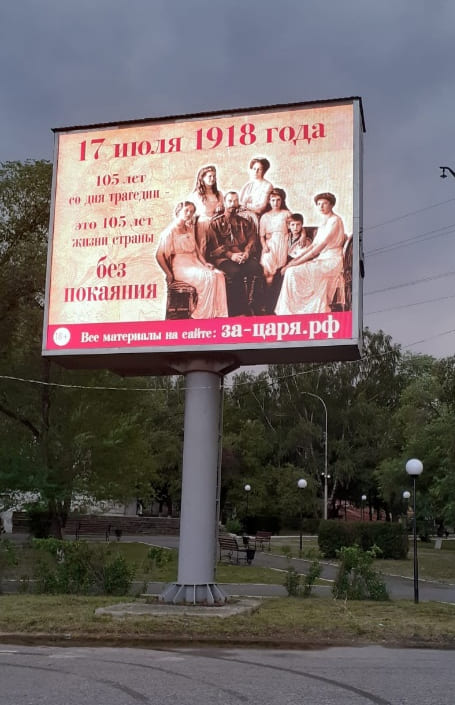 17 июля 1918 года
105 лет
со дня трагедии -
это 105 лет
жизни страны
без
покаяния
18+ Все материалы на сайте: за-царя.рф